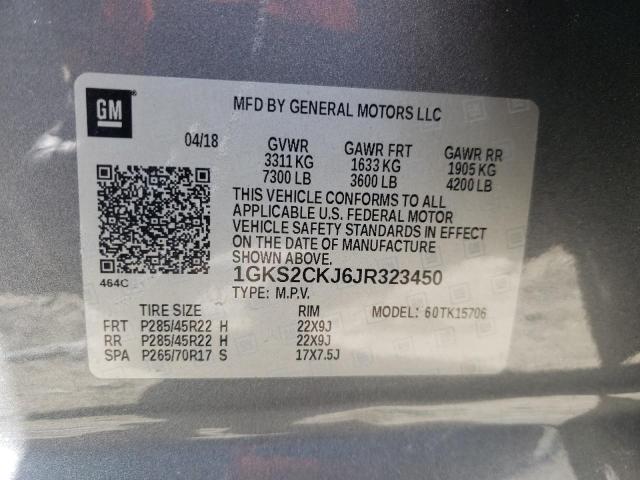 GM
MFD BY GENERAL MOTORS LLC
04/18 GVWR GAWR FRT GAWR RR
3311 KG 1633 KG 1905 KG
7300 LB 3600 LB 4200 LB
THIS VEHICLE CONFORMS TO ALL
APPLICABLE U.S. FEDERAL MOTOR
VEHICLE SAFETY STANDARDS IN EFFECT
ON THE DATE OF MANUFACTURE
SHOWN ABOVE.
464C 1GKS2CKJ6JR323450
TYPE: M.P.V.
TIRE SIZE RIM MODEL: 60TK15706
FRT P285/45R22 H 22X9J
RR P285/45R22 H 22X9J
SPA P265/70R17 S 17X7.5J